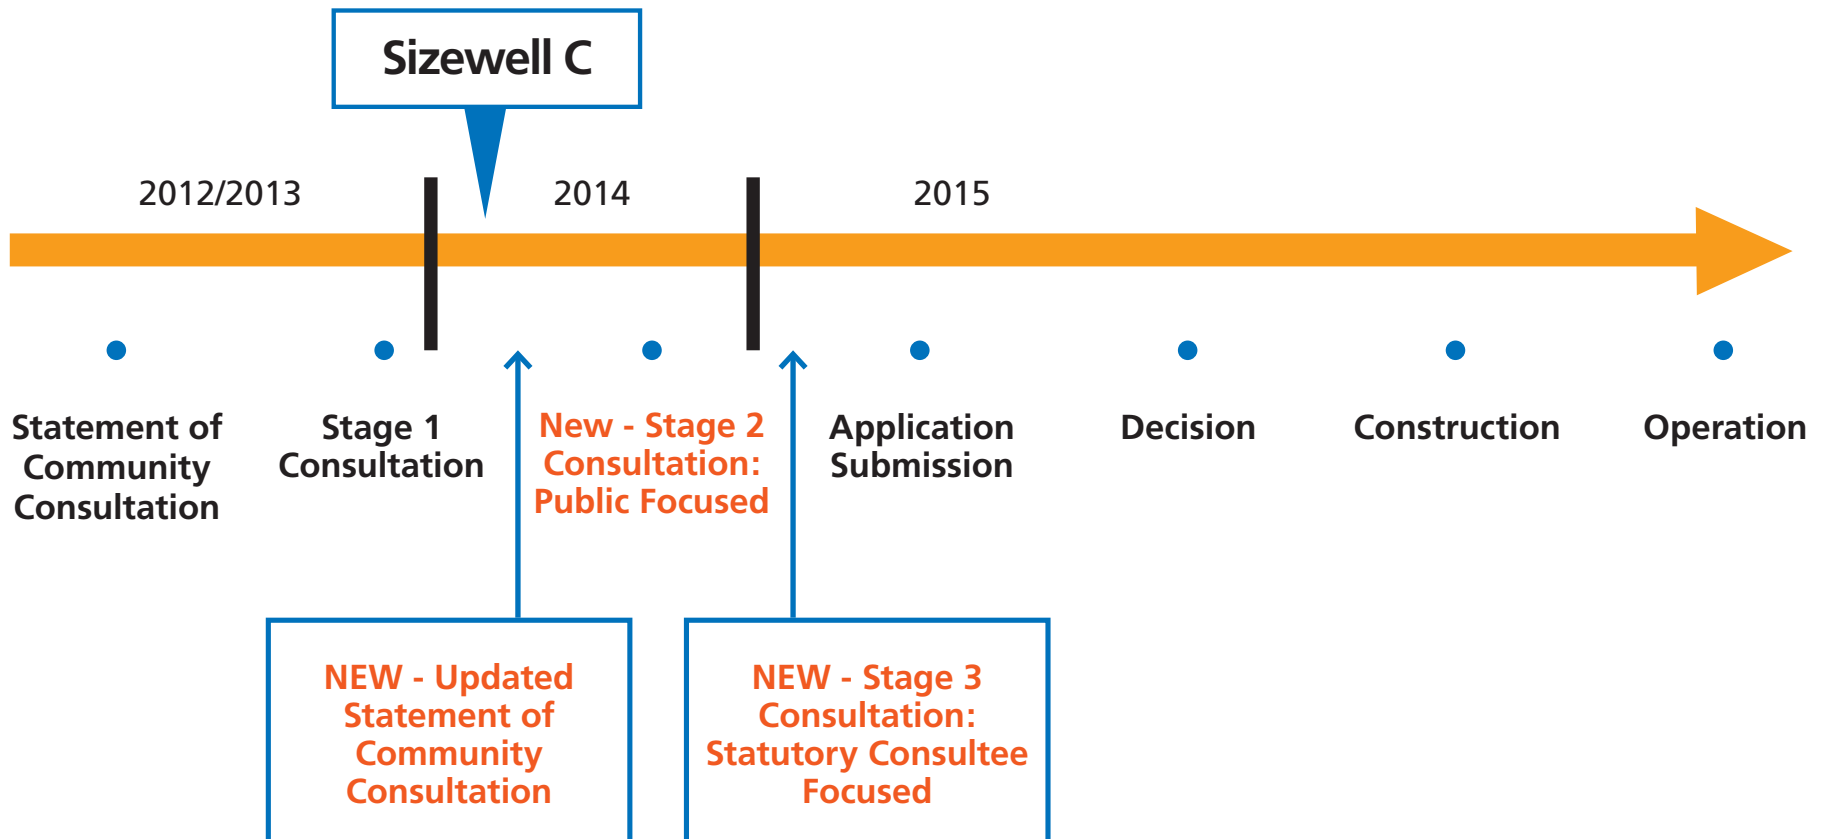 Sizewell C
2012/2013
2014
2015
Statement of
Community
Consultation
Stage 1
Consultation
New - Stage 2
Consultation:
Public Focused
Application
Submission
Decision
Construction
Operation
NEW - Updated
Statement of
Community
Consultation
NEW - Stage 3
Consultation:
Statutory Consultee
Focused